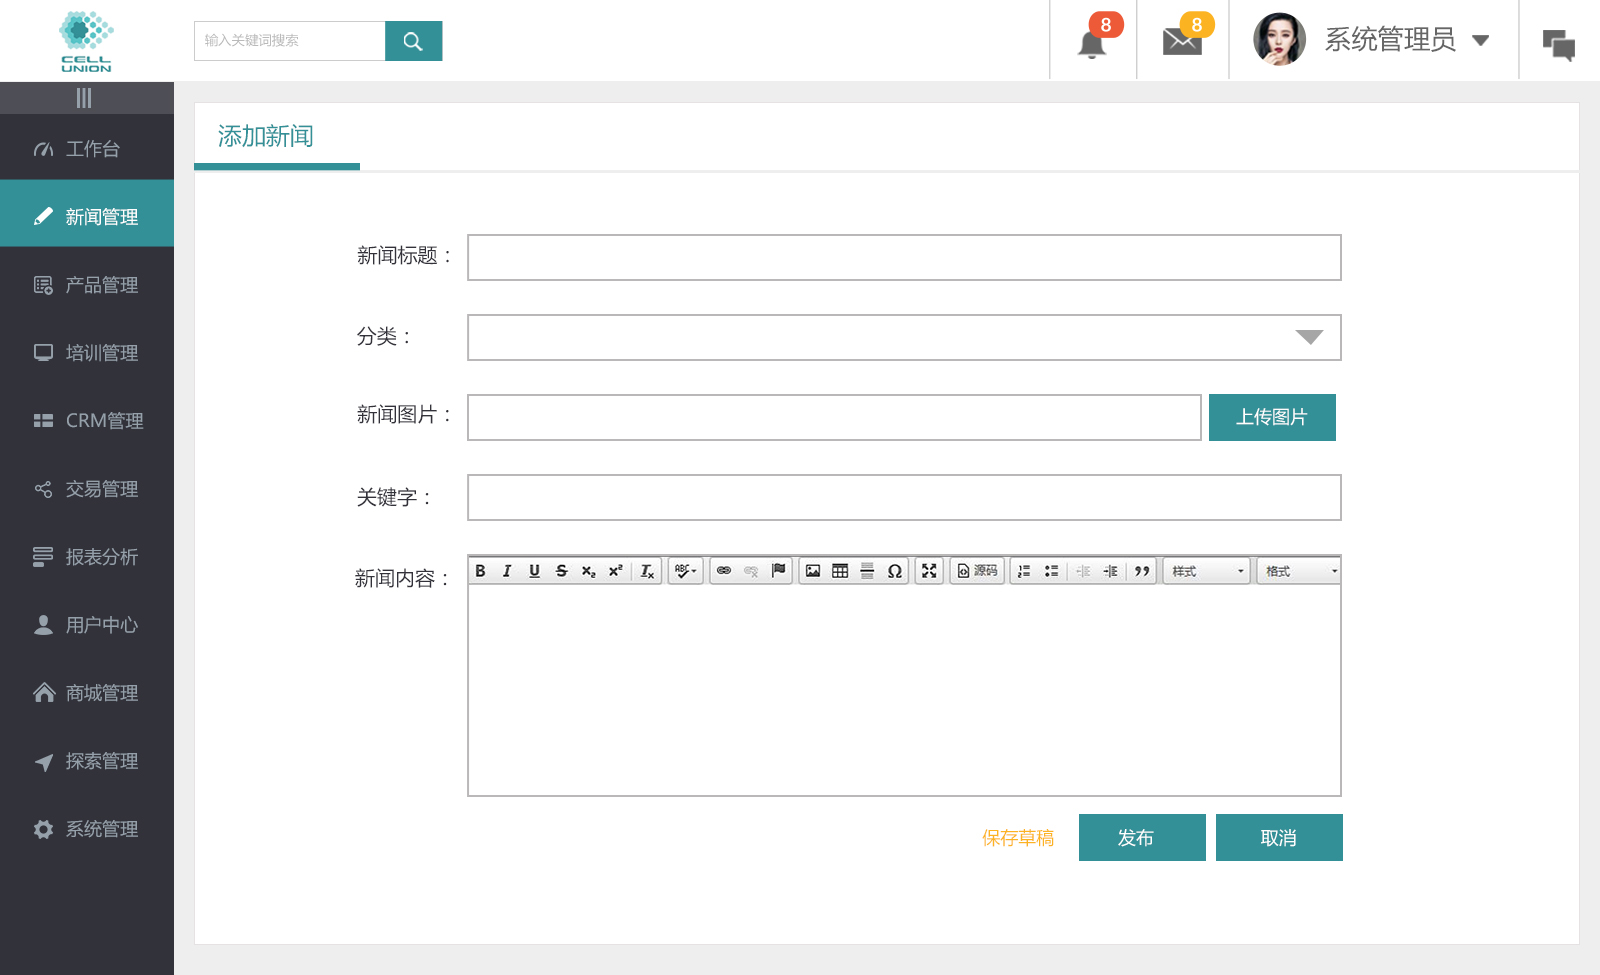 CELL
UNION
输入关键词搜索
8
8
系统管理员
工作台
新闻管理
产品管理
培训管理
CRM管理
交易管理
报表分析
用户中心
商城管理
探索管理
系统管理
添加新闻
新闻标题：
分类：
新闻图片：
上传图片
关键字：
新闻内容：
B I U S x₂ x² Tx ABC Ω 源码 样式 格式
保存草稿
发布
取消